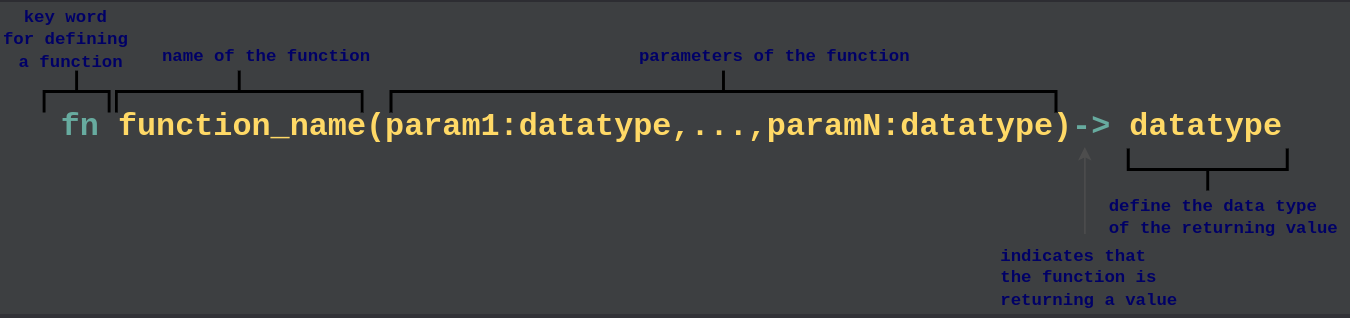 key word
for defining
a function
name of the function
parameters of the function
fn function_name(param1:datatype,...,paramN:datatype)-> datatype
define the data type
of the returning value
indicates that
the function is
returning a value